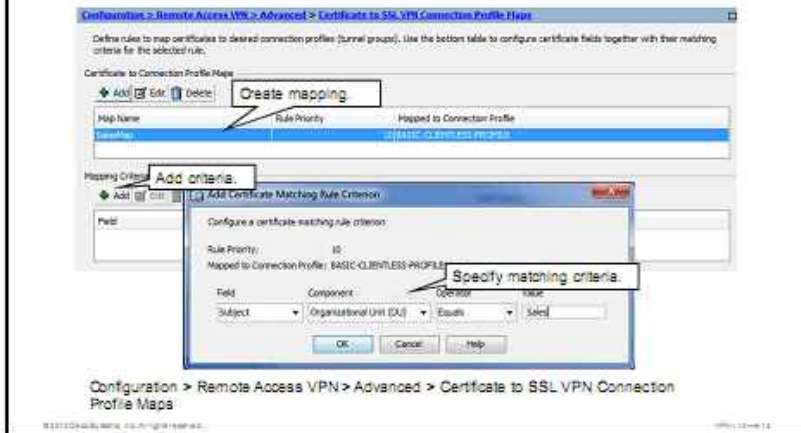 Configuration > Remote Access VPN > Advanced > Certificate to SSL VPN Connection Profile Maps
Define rules to map certificates to desired connection profiles (tunnel groups). Use the bottom table to configure certificate fields together with their matching
criteria for the selected rule.
Certificate to Connection Profile Maps
Add Edit Delete
Create mapping.
Map Name Rule Priority Mapped to Connection Profile
SalesMap 10 BASIC-CLIENTLESS-PROFILE
Mapping Criteria
Add criteria.
Add Edit
Add Certificate Matching Rule Criterion
Field
Configure a certificate matching rule criterion
Rule Priority: 10
Mapped to Connection Profile: BASIC-CLIENTLESS-PROFILE
Specify matching criteria.
Field Component Operator Value
Subject Organizational Unit (OU) Equals Sales
OK Cancel Help
Configuration > Remote Access VPN > Advanced > Certificate to SSL VPN Connection
Profile Maps